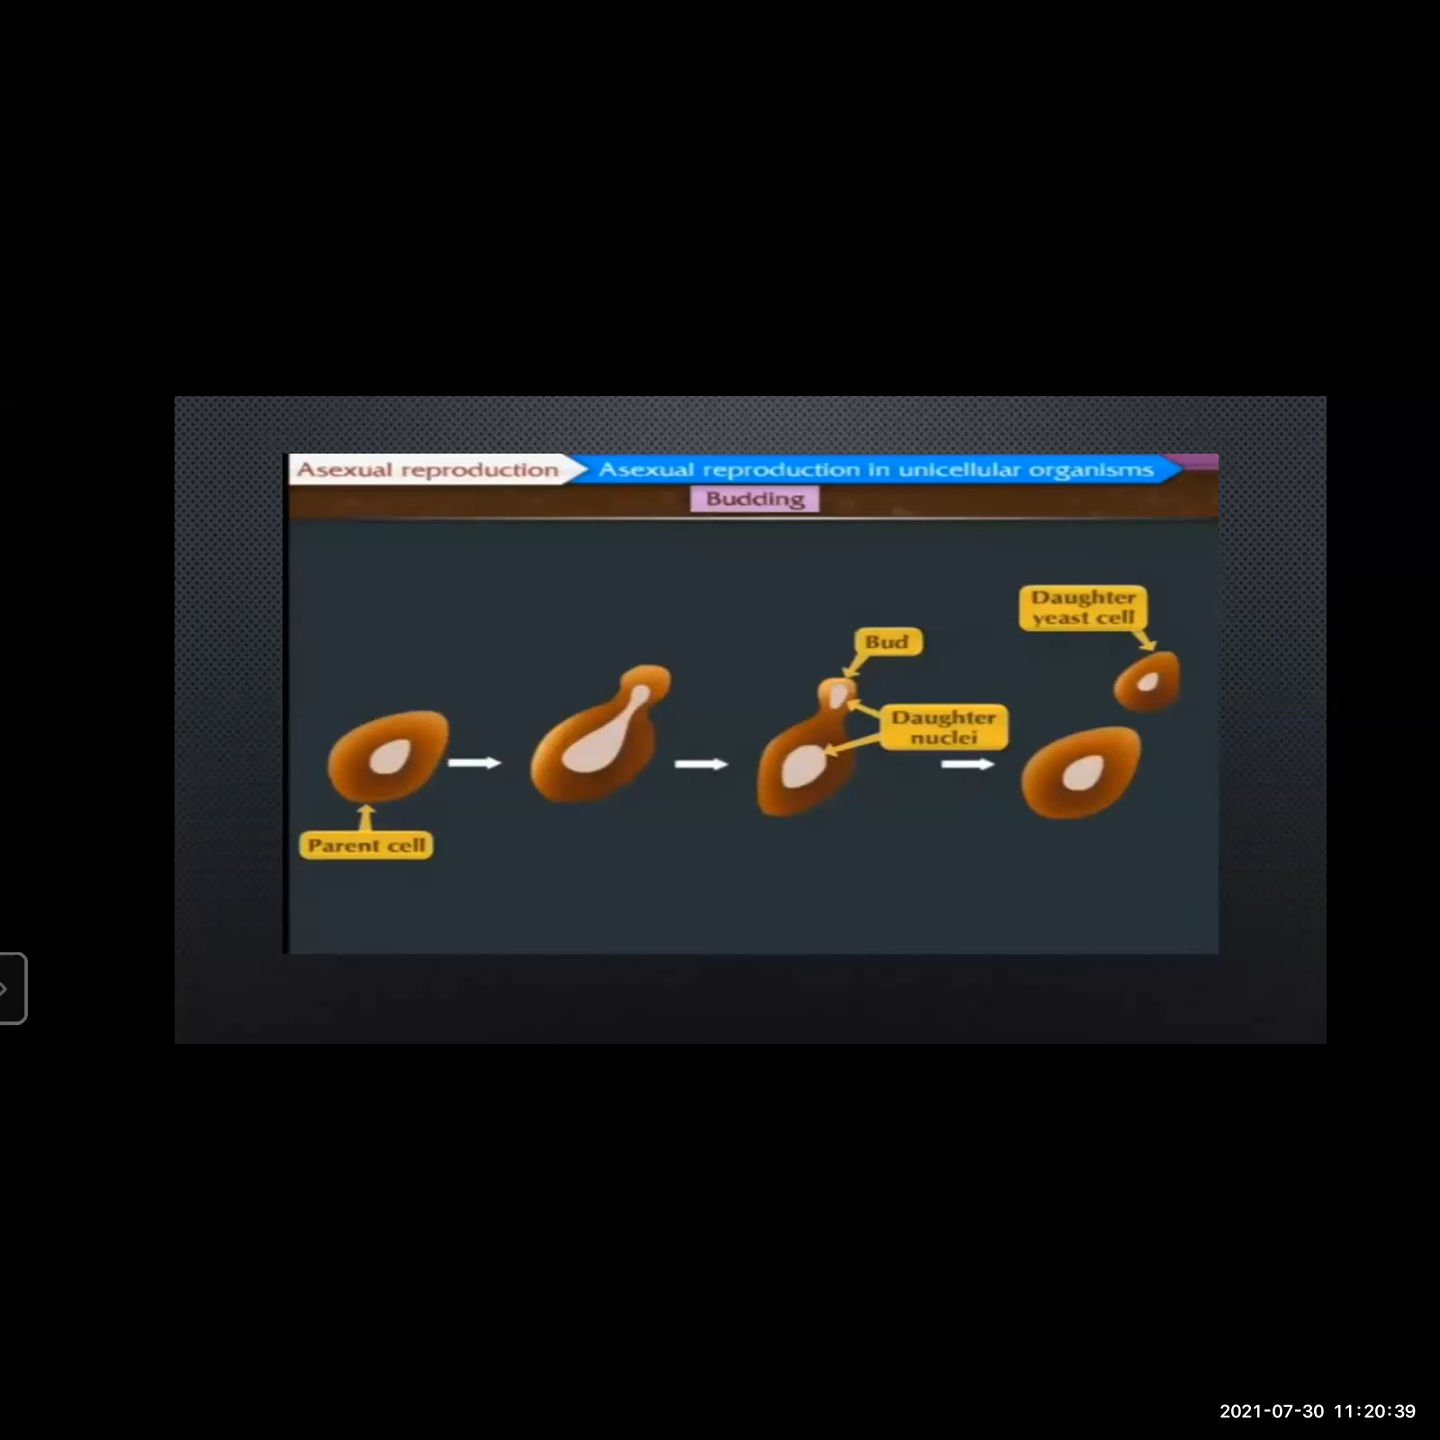 Asexual reproduction
Asexual reproduction in unicellular organisms
Budding
Daughter
yeast cell
Bud
Daughter
nuclei
Parent cell
2021-07-30 11:20:39